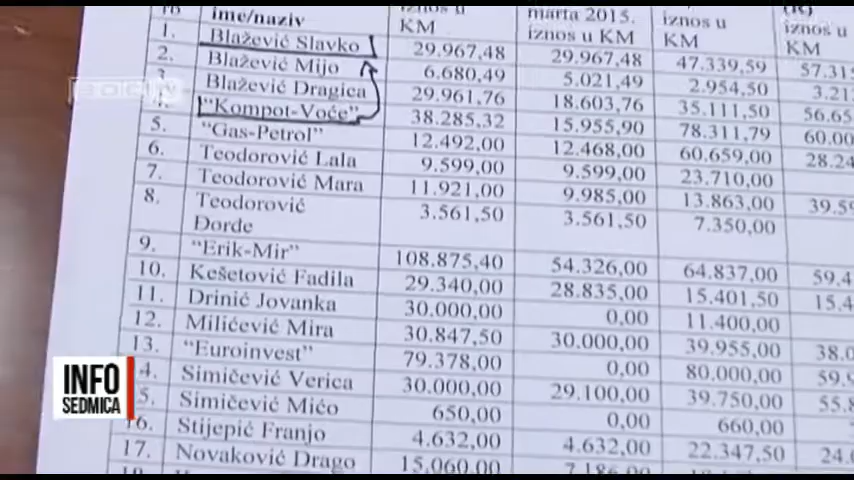 ime/naziv iznos u KM marta 2015. iznos u KM iznos u KM iznos u KM
1. Blažević Slavko 29.967,48 29.967,48 47.339,59
2. Blažević Mijo 6.680,49 5.021,49 2.954,50
3. Blažević Dragica 29.961,76 18.603,76 35.111,50
"Kompot-Voće" 38.285,32 15.955,90 78.311,79 60.00
5. "Gas-Petrol" 12.492,00 12.468,00 60.659,00 28.24
6. Teodorović Lala 9.599,00 9.599,00 23.710,00
7. Teodorović Mara 11.921,00 9.985,00 13.863,00
8. Teodorović Đorđe 3.561,50 3.561,50 7.350,00
9. "Erik-Mir" 108.875,40 54.326,00 64.837,00 59.4
10. Kešetović Fadila 29.340,00 28.835,00 15.401,50 15.4
11. Drinić Jovanka 30.000,00 0,00 11.400,00
12. Milićević Mira 30.847,50 30.000,00 39.955,00 38.0
13. "Euroinvest" 79.378,00 0,00 80.000,00 59.9
4. Simičević Verica 30.000,00 29.100,00 39.750,00 55.8
5. Simičević Mićo 650,00 0,00 660,00
16. Stijepić Franjo 4.632,00 4.632,00 22.347,50 24.0
17. Novaković Drago 15.060,00 7.186,00
INFO
SEDMICA